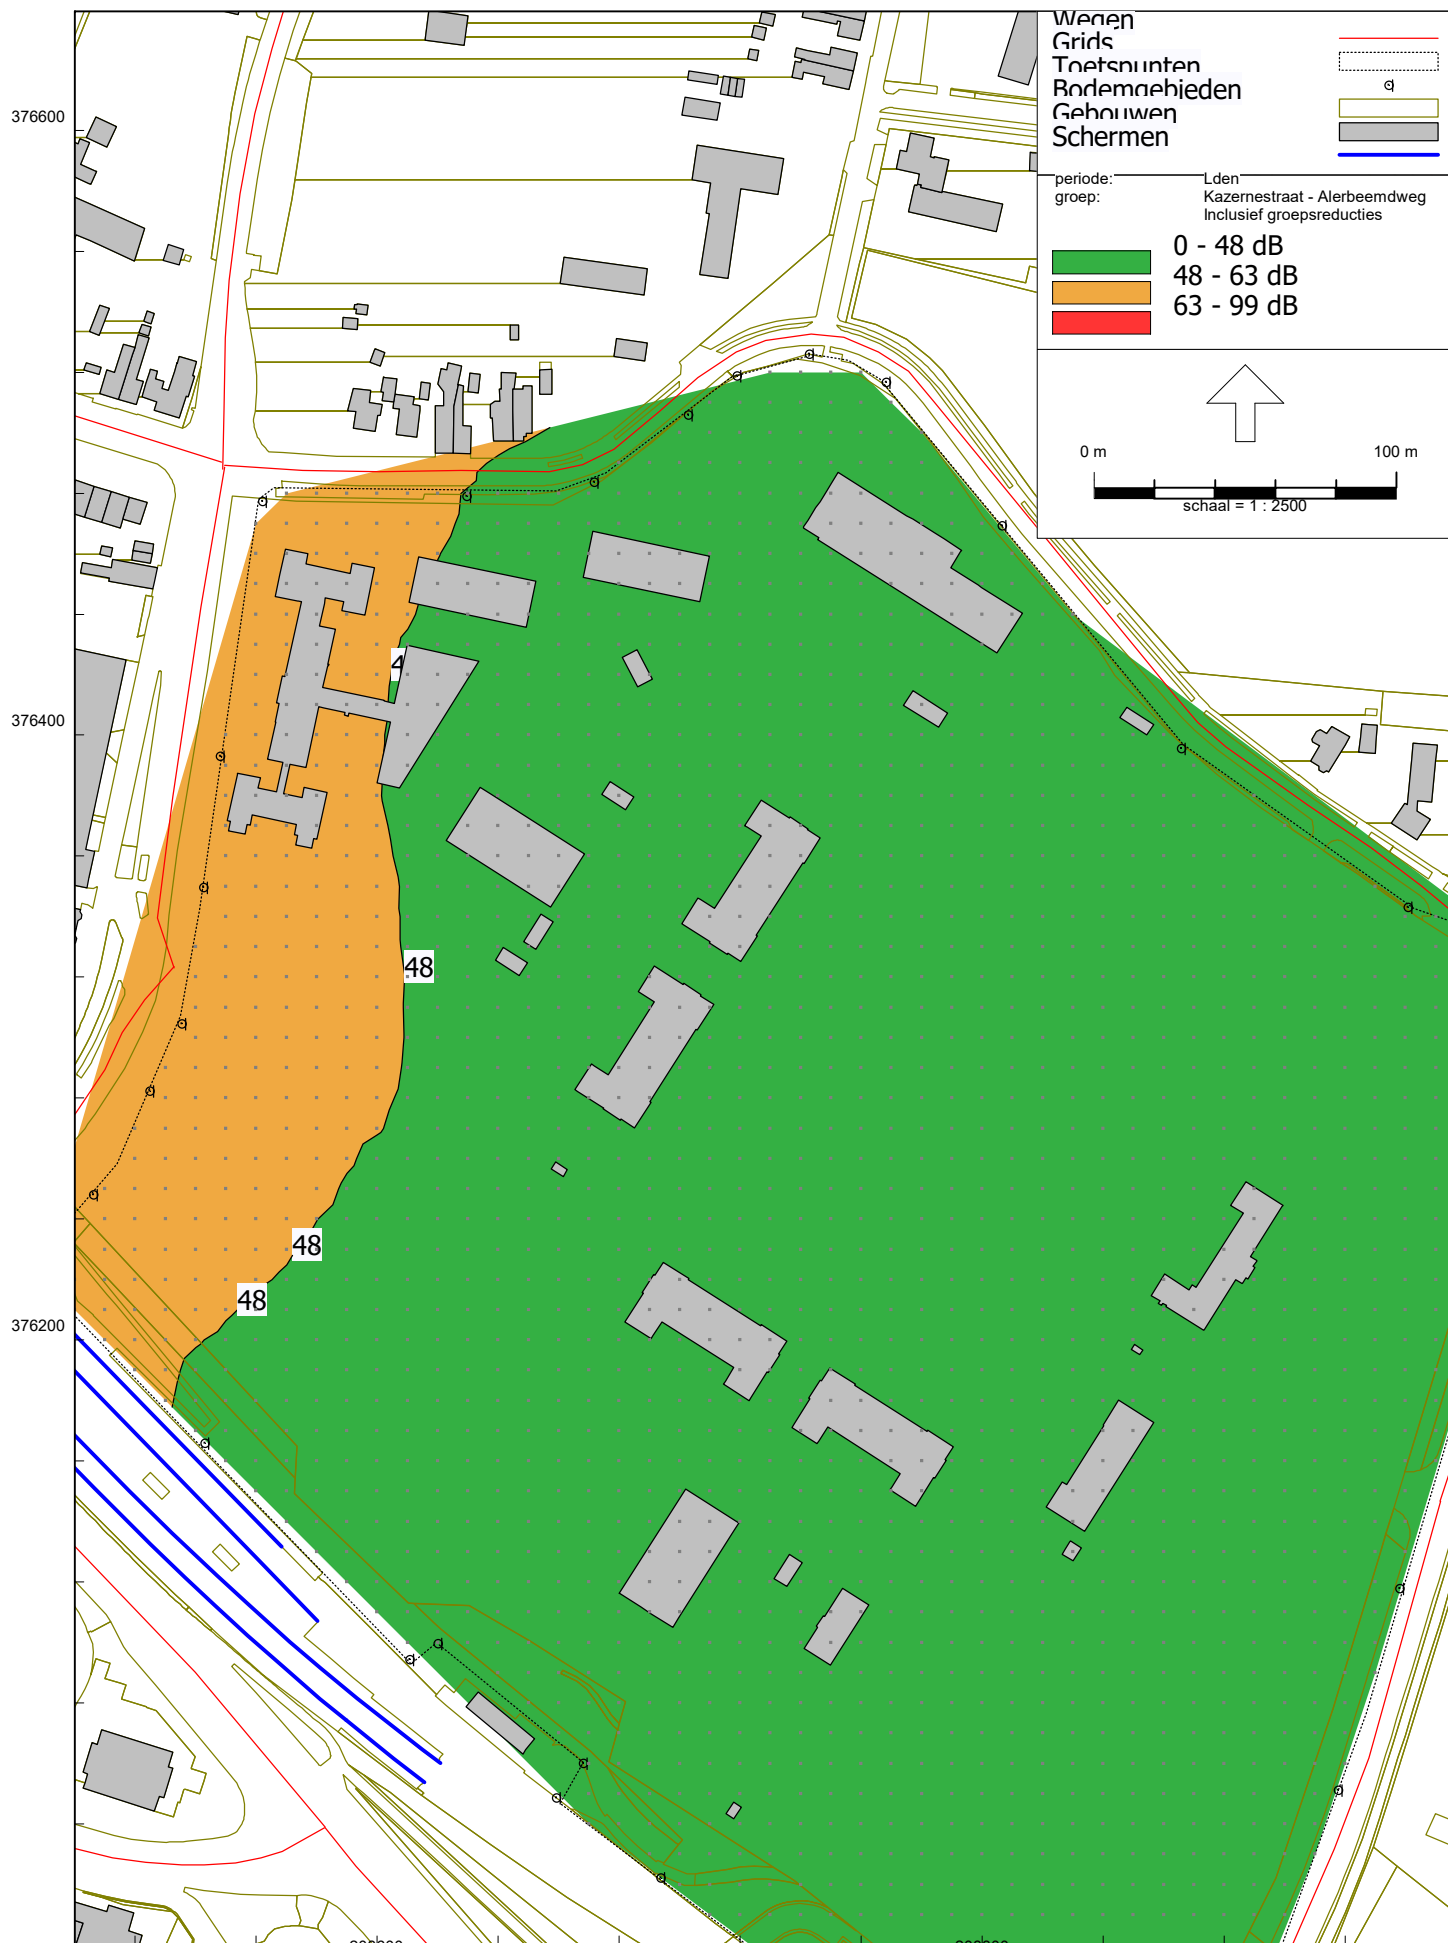 Wegen
Grids
Toetspunten
Bodemgebieden
Gebouwen
Schermen
periode: Lden
groep: Kazernestraat - Alerbeemdweg
Inclusief groepsreducties
0 - 48 dB
48 - 63 dB
63 - 99 dB
0 m 100 m
schaal = 1 : 2500
376600
376400
376200
4
48
48
48